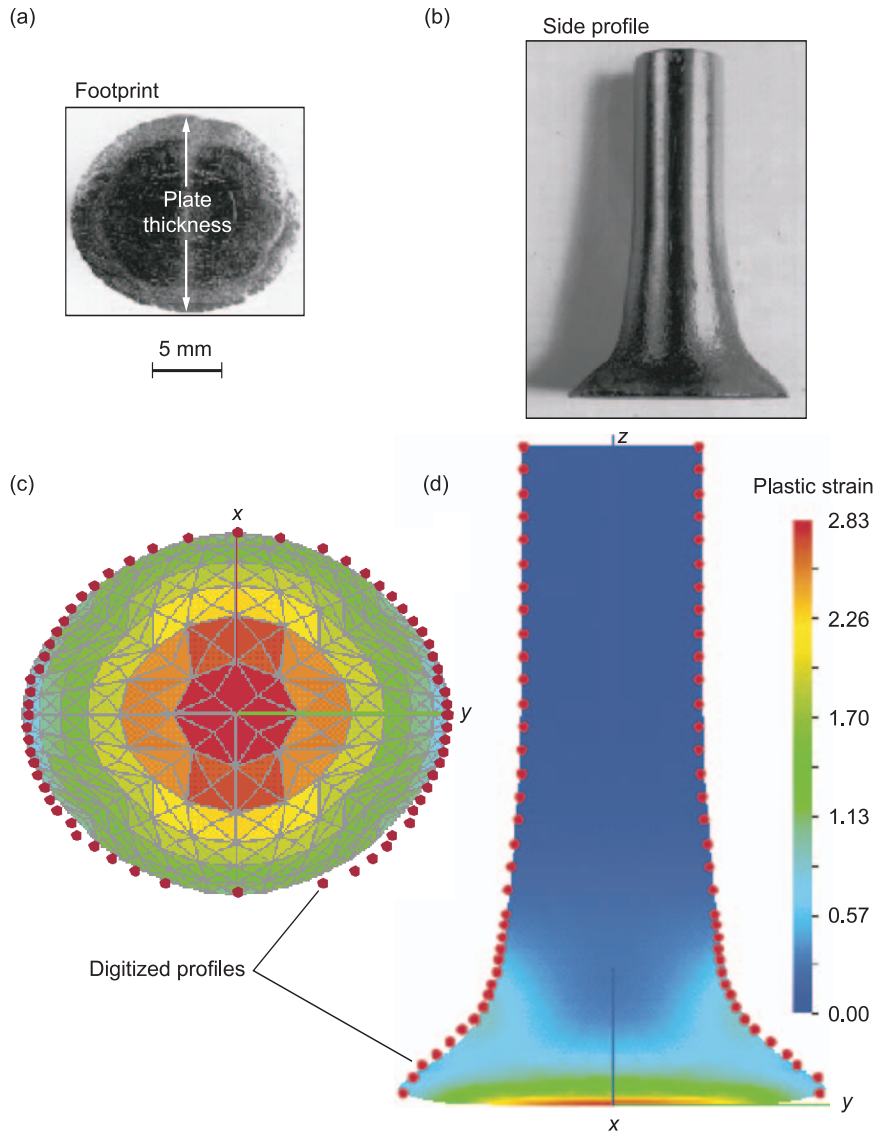 (a)
(b)
Side profile
Footprint
Plate
thickness
5 mm
(c)
(d)
z
Plastic strain
x
2.83
2.26
y
1.70
1.13
0.57
Digitized profiles
0.00
y
x